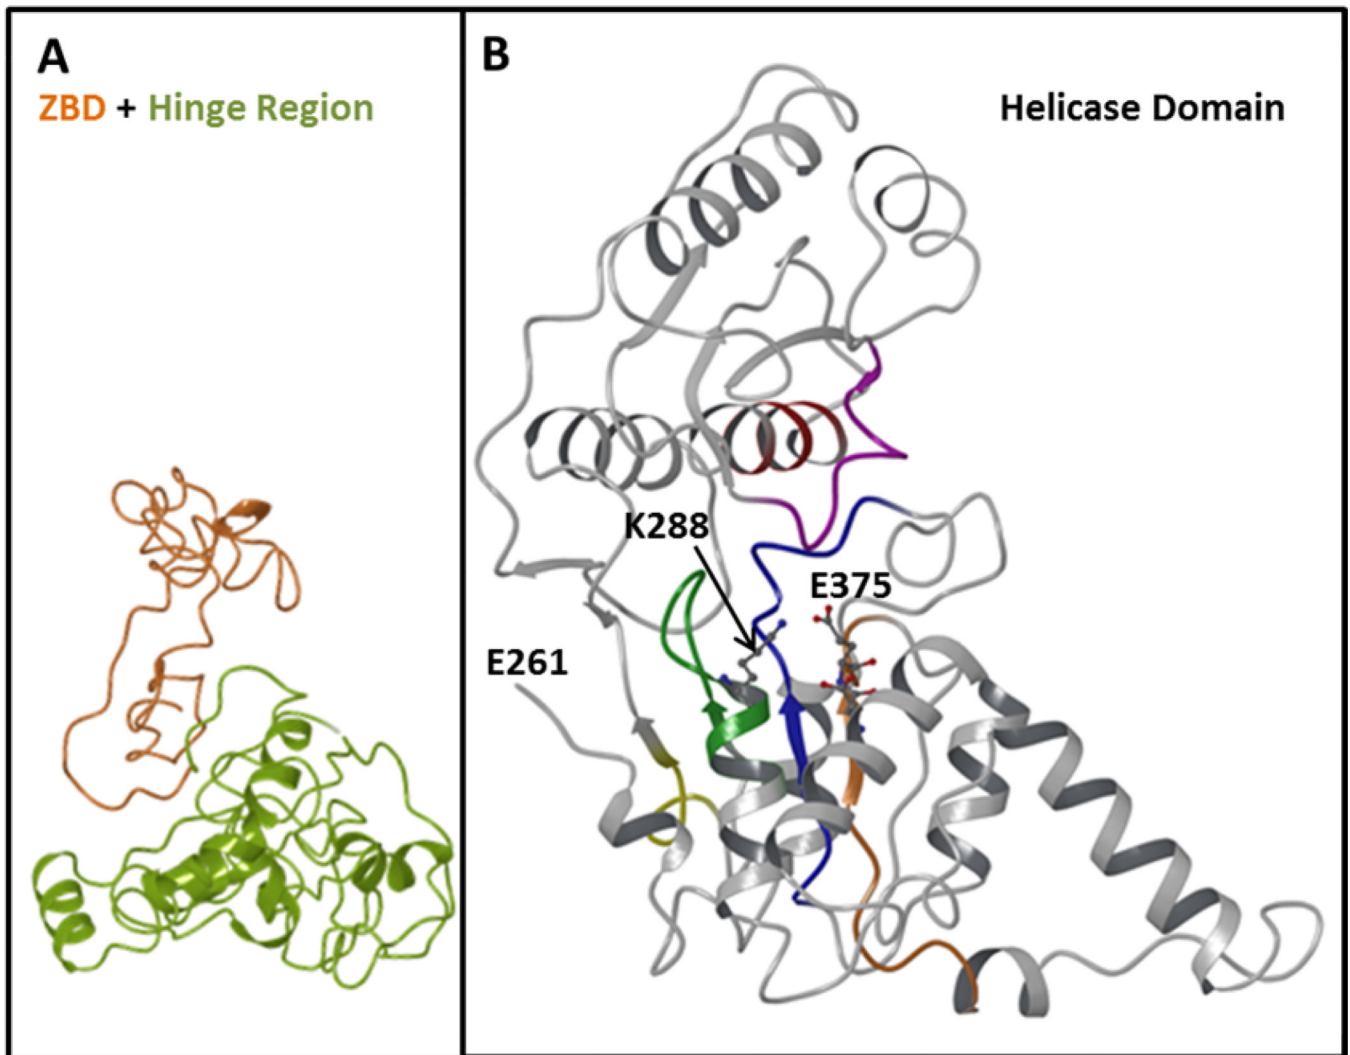 A
ZBD + Hinge Region
B
Helicase Domain
K288
E375
E261